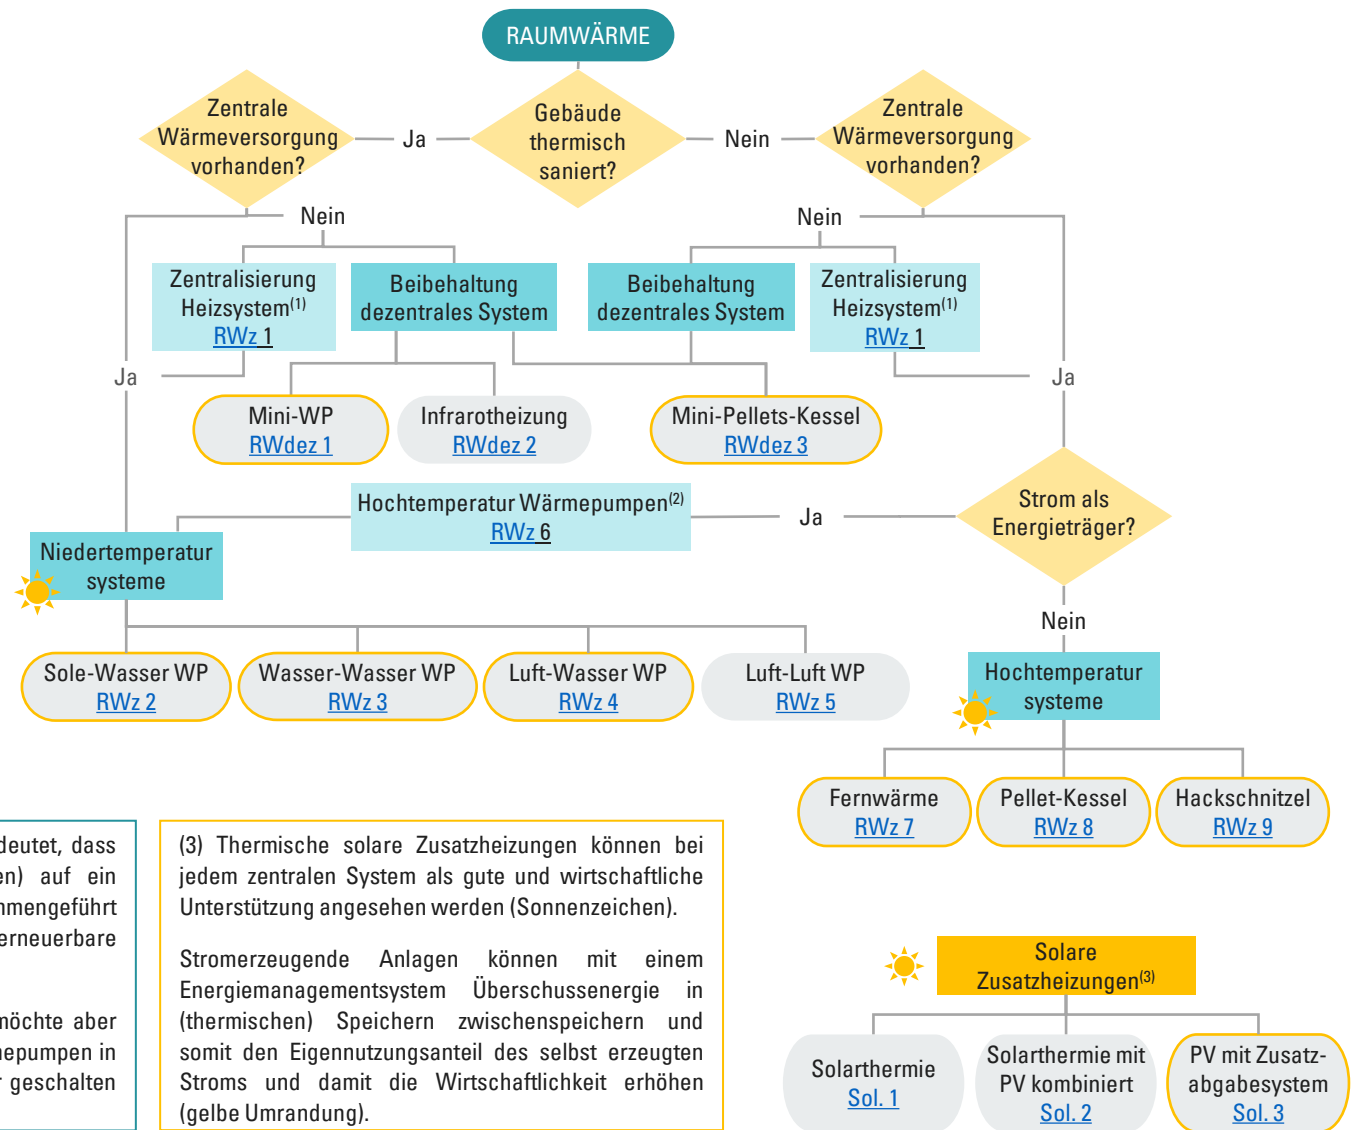 RAUMWÄRME
Zentrale
Wärmeversorgung
vorhanden?
Ja
Gebäude
thermisch
saniert?
Nein
Zentrale
Wärmeversorgung
vorhanden?
Nein
Nein
Zentralisierung
Heizsystem(1)
RWz 1
Beibehaltung
dezentrales System
Beibehaltung
dezentrales System
Zentralisierung
Heizsystem(1)
RWz 1
Ja
Ja
Mini-WP
RWdez 1
Infrarotheizung
RWdez 2
Mini-Pellets-Kessel
RWdez 3
Hochtemperatur Wärmepumpen(2)
RWz 6
Ja
Strom als
Energieträger?
Niedertemperatur
systeme
Nein
Sole-Wasser WP
RWz 2
Wasser-Wasser WP
RWz 3
Luft-Wasser WP
RWz 4
Luft-Luft WP
RWz 5
Hochtemperatur
systeme
Fernwärme
RWz 7
Pellet-Kessel
RWz 8
Hackschnitzel
RWz 9
deutet, dass
en) auf ein
mmengeführt
erneuerbare
möchte aber
mepumpen in
r geschalten
(3) Thermische solare Zusatzheizungen können bei
jedem zentralen System als gute und wirtschaftliche
Unterstützung angesehen werden (Sonnenzeichen).
Stromerzeugende Anlagen können mit einem
Energiemanagementsystem Überschussenergie in
(thermischen) Speichern zwischenspeichern und
somit den Eigennutzungsanteil des selbst erzeugten
Stroms und damit die Wirtschaftlichkeit erhöhen
(gelbe Umrandung).
Solare
Zusatzheizungen(3)
Solarthermie
Sol. 1
Solarthermie mit
PV kombiniert
Sol. 2
PV mit Zusatz-
abgabesystem
Sol. 3